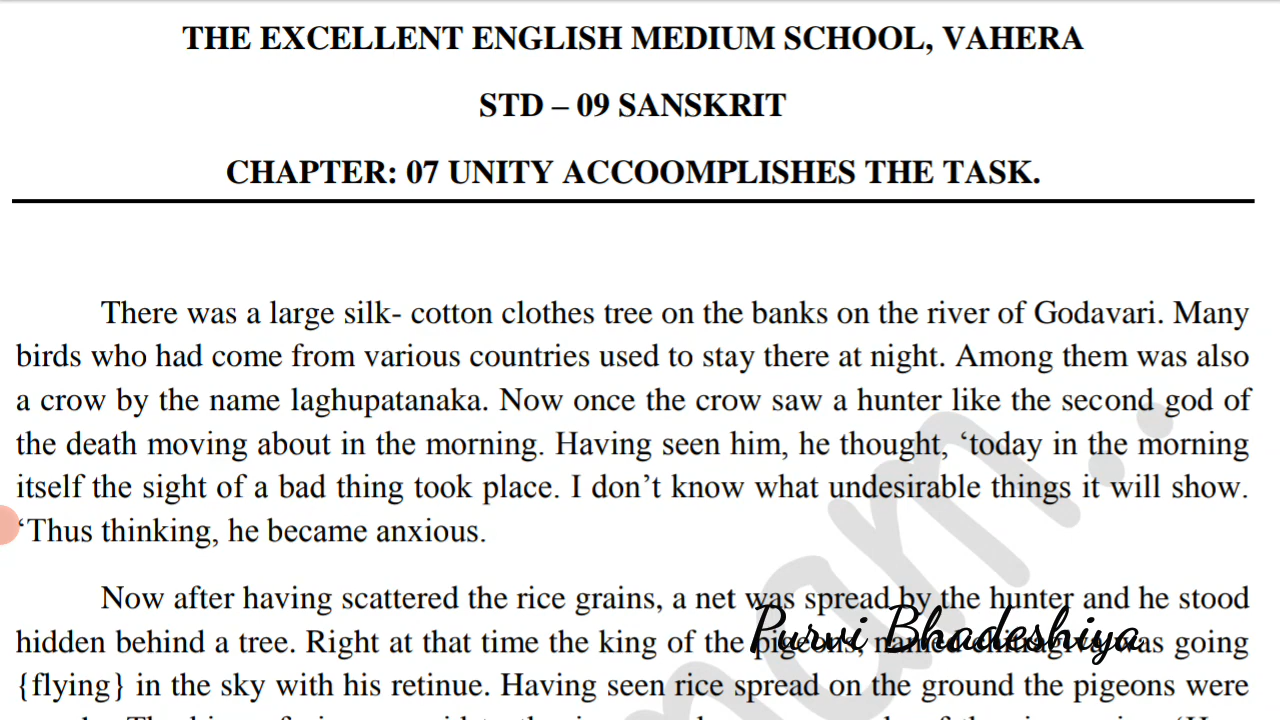 THE EXCELLENT ENGLISH MEDIUM SCHOOL, VAHERA
STD – 09 SANSKRIT
CHAPTER: 07 UNITY ACCOOMPLISHES THE TASK.
There was a large silk- cotton clothes tree on the banks on the river of Godavari. Many
birds who had come from various countries used to stay there at night. Among them was also
a crow by the name laghupatanaka. Now once the crow saw a hunter like the second god of
the death moving about in the morning. Having seen him, he thought, ‘today in the morning
itself the sight of a bad thing took place. I don’t know what undesirable things it will show.
‘Thus thinking, he became anxious.
Now after having scattered the rice grains, a net was spread by the hunter and he stood
hidden behind a tree. Right at that time the king of the pigeons, named was going
Purvi Bhadeshiya
{flying} in the sky with his retinue. Having seen rice spread on the ground the pigeons were